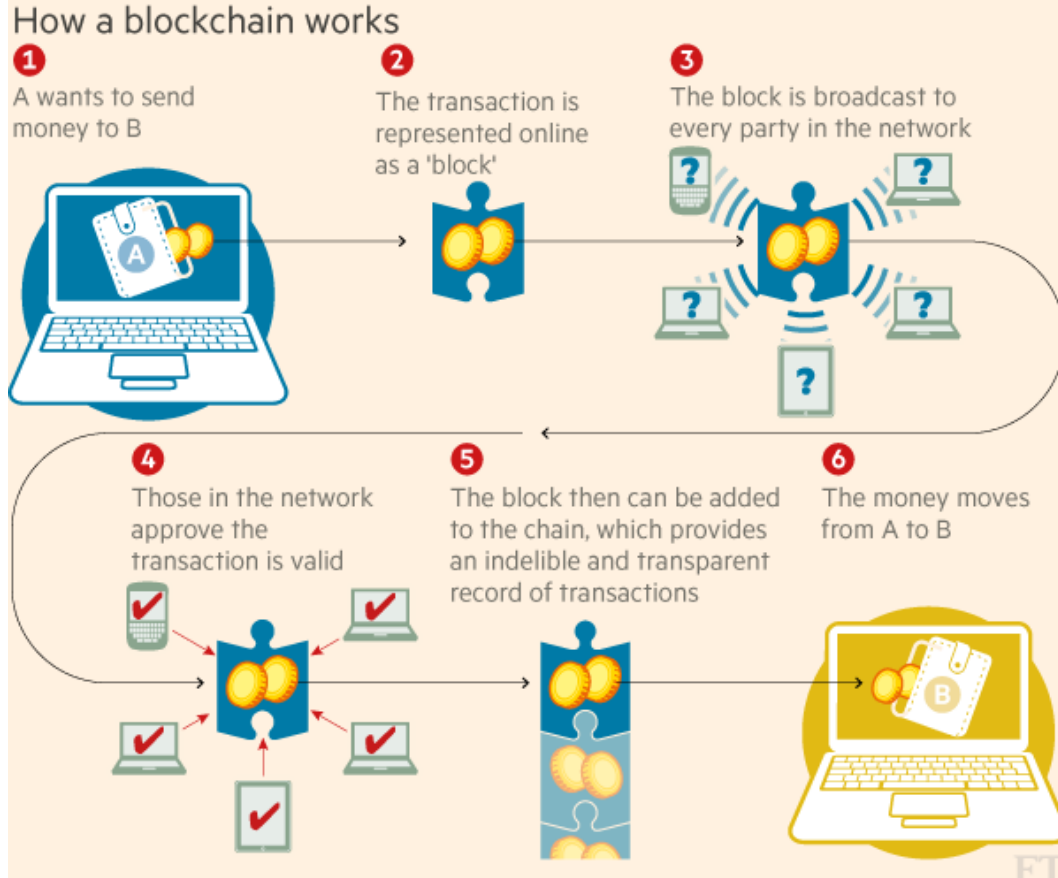 How a blockchain works
1
A wants to send
money to B
2
The transaction is
represented online
as a 'block'
3
The block is broadcast to
every party in the network
A
?
?
?
?
?
4
Those in the network
approve the
transaction is valid
5
The block then can be added
to the chain, which provides
an indelible and transparent
record of transactions
6
The money moves
from A to B
B
FT